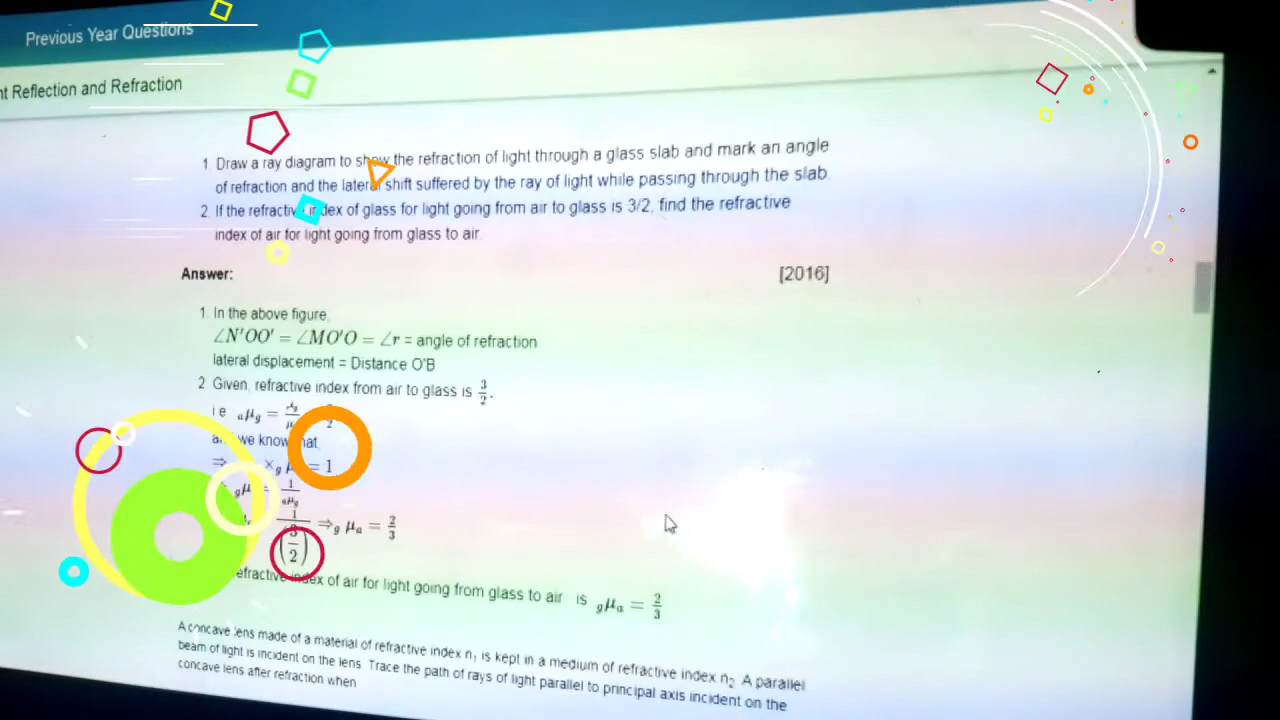 Previous Year Questions
Reflection and Refraction
1. Draw a ray diagram to show the refraction of light through a glass slab and mark an angle
of refraction and the lateral shift suffered by the ray of light while passing through the slab.
2. If the refractive index of glass for light going from air to glass is 3/2, find the refractive
index of air for light going from glass to air.
Answer: [2016]
1. In the above figure,
∠N'OO' = ∠MO'O = ∠r = angle of refraction
lateral displacement = Distance O'B
2. Given, refractive index from air to glass is 3/2.
i.e. aμg =
we know
= 1
gμ = 1/aμg
1/(3/2) ⇒ gμa = 2/3
refractive index of air for light going from glass to air is gμa = 2/3
A concave lens made of a material of refractive index n1 is kept in a medium of refractive index n2. A parallel
beam of light is incident on the lens. Trace the path of rays of light parallel to principal axis incident on the
concave lens after refraction when